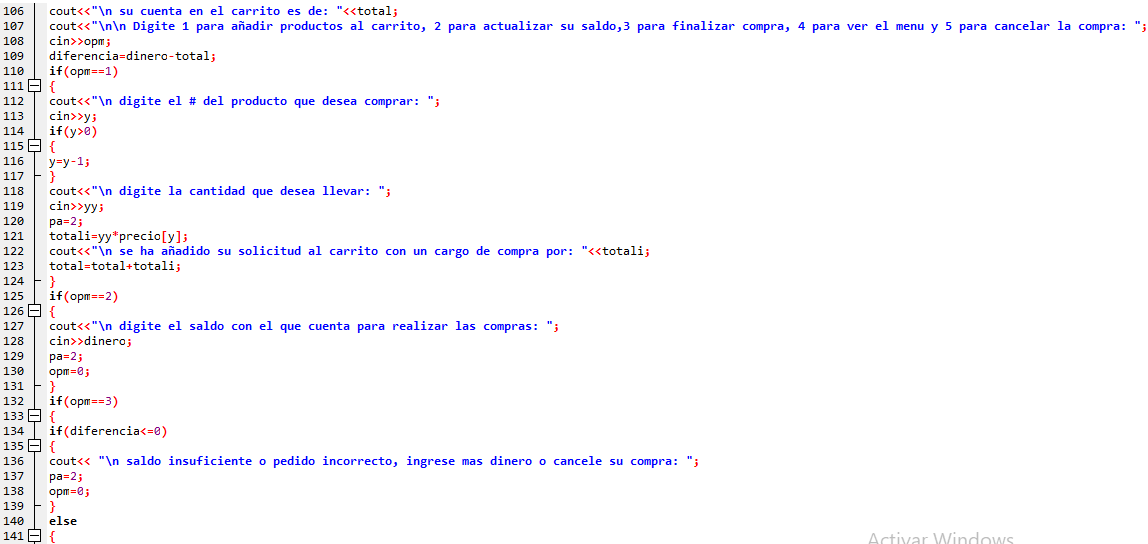 106 cout<<"\n su cuenta en el carrito es de: "<<total;
107 cout<<"\n\n Digite 1 para añadir productos al carrito, 2 para actualizar su saldo,3 para finalizar compra, 4 para ver el menu y 5 para cancelar la compra: ";
108 cin>>opm;
109 diferencia=dinero-total;
110 if(opm==1)
111 {
112 cout<<"\n digite el # del producto que desea comprar: ";
113 cin>>y;
114 if(y>0)
115 {
116 y=y-1;
117 }
118 cout<<"\n digite la cantidad que desea llevar: ";
119 cin>>yy;
120 pa=2;
121 totali=yy*precio[y];
122 cout<<"\n se ha añadido su solicitud al carrito con un cargo de compra por: "<<totali;
123 total=total+totali;
124 }
125 if(opm==2)
126 {
127 cout<<"\n digite el saldo con el que cuenta para realizar las compras: ";
128 cin>>dinero;
129 pa=2;
130 opm=0;
131 }
132 if(opm==3)
133 {
134 if(diferencia<=0)
135 {
136 cout<< "\n saldo insuficiente o pedido incorrecto, ingrese mas dinero o cancele su compra: ";
137 pa=2;
138 opm=0;
139 }
140 else
141 {
Activar Windows